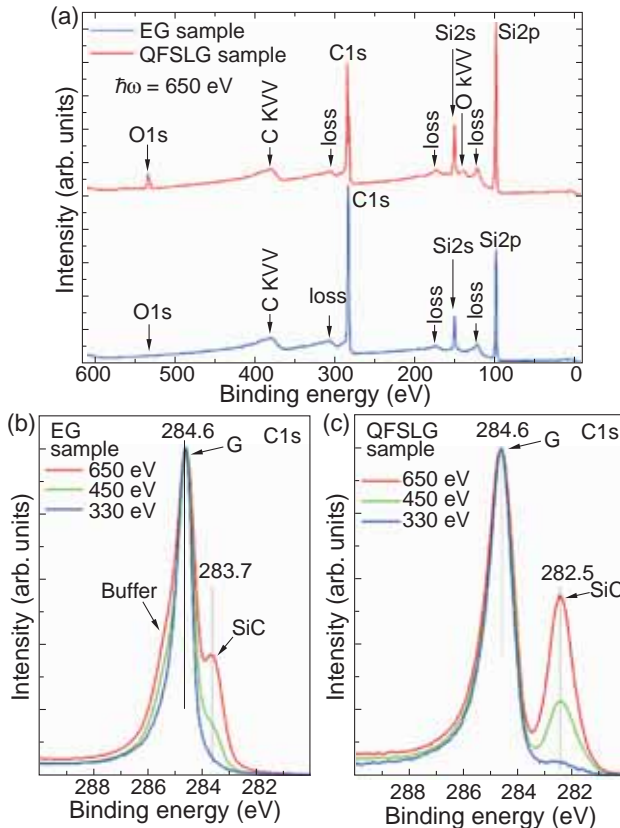 (a)
EG sample
QFSLG sample
ℏω = 650 eV
O1s
C KVV
loss
C1s
loss
Si2s
O kVV
loss
Si2p
O1s
C KVV
loss
C1s
loss
Si2s
loss
Si2p
Intensity (arb. units)
600 500 400 300 200 100 0
Binding energy (eV)
(b)
EG
sample
650 eV
450 eV
330 eV
284.6
G
C1s
283.7
Buffer
SiC
Intensity (arb. units)
288 286 284 282
Binding energy (eV)
(c)
QFSLG
sample
650 eV
450 eV
330 eV
284.6
G
C1s
282.5
SiC
Intensity (arb. units)
288 286 284 282
Binding energy (eV)